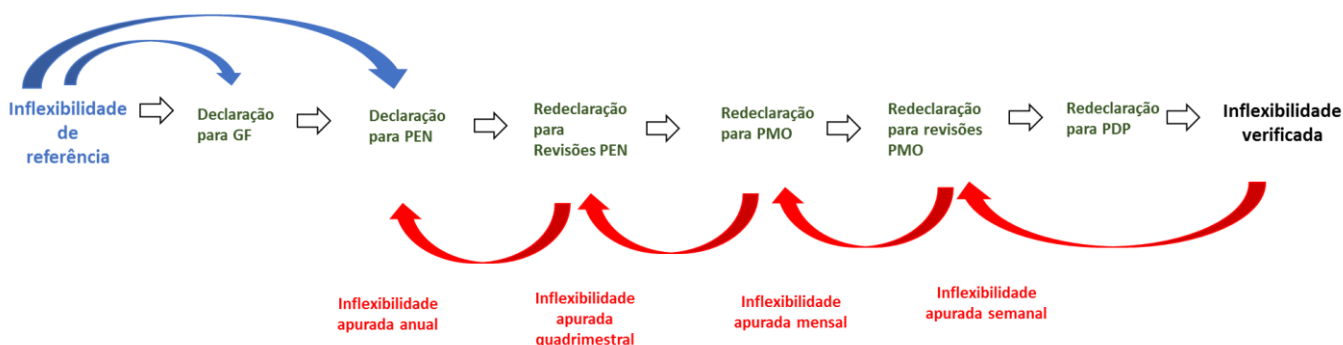 Inflexibilidade
de
referência
Declaração
para GF
Declaração
para PEN
Redeclaração
para
Revisões PEN
Redeclaração
para PMO
Redeclaração
para revisões
PMO
Redeclaração
para PDP
Inflexibilidade
verificada
Inflexibilidade
apurada anual
Inflexibilidade
apurada
quadrimestral
Inflexibilidade
apurada mensal
Inflexibilidade
apurada semanal